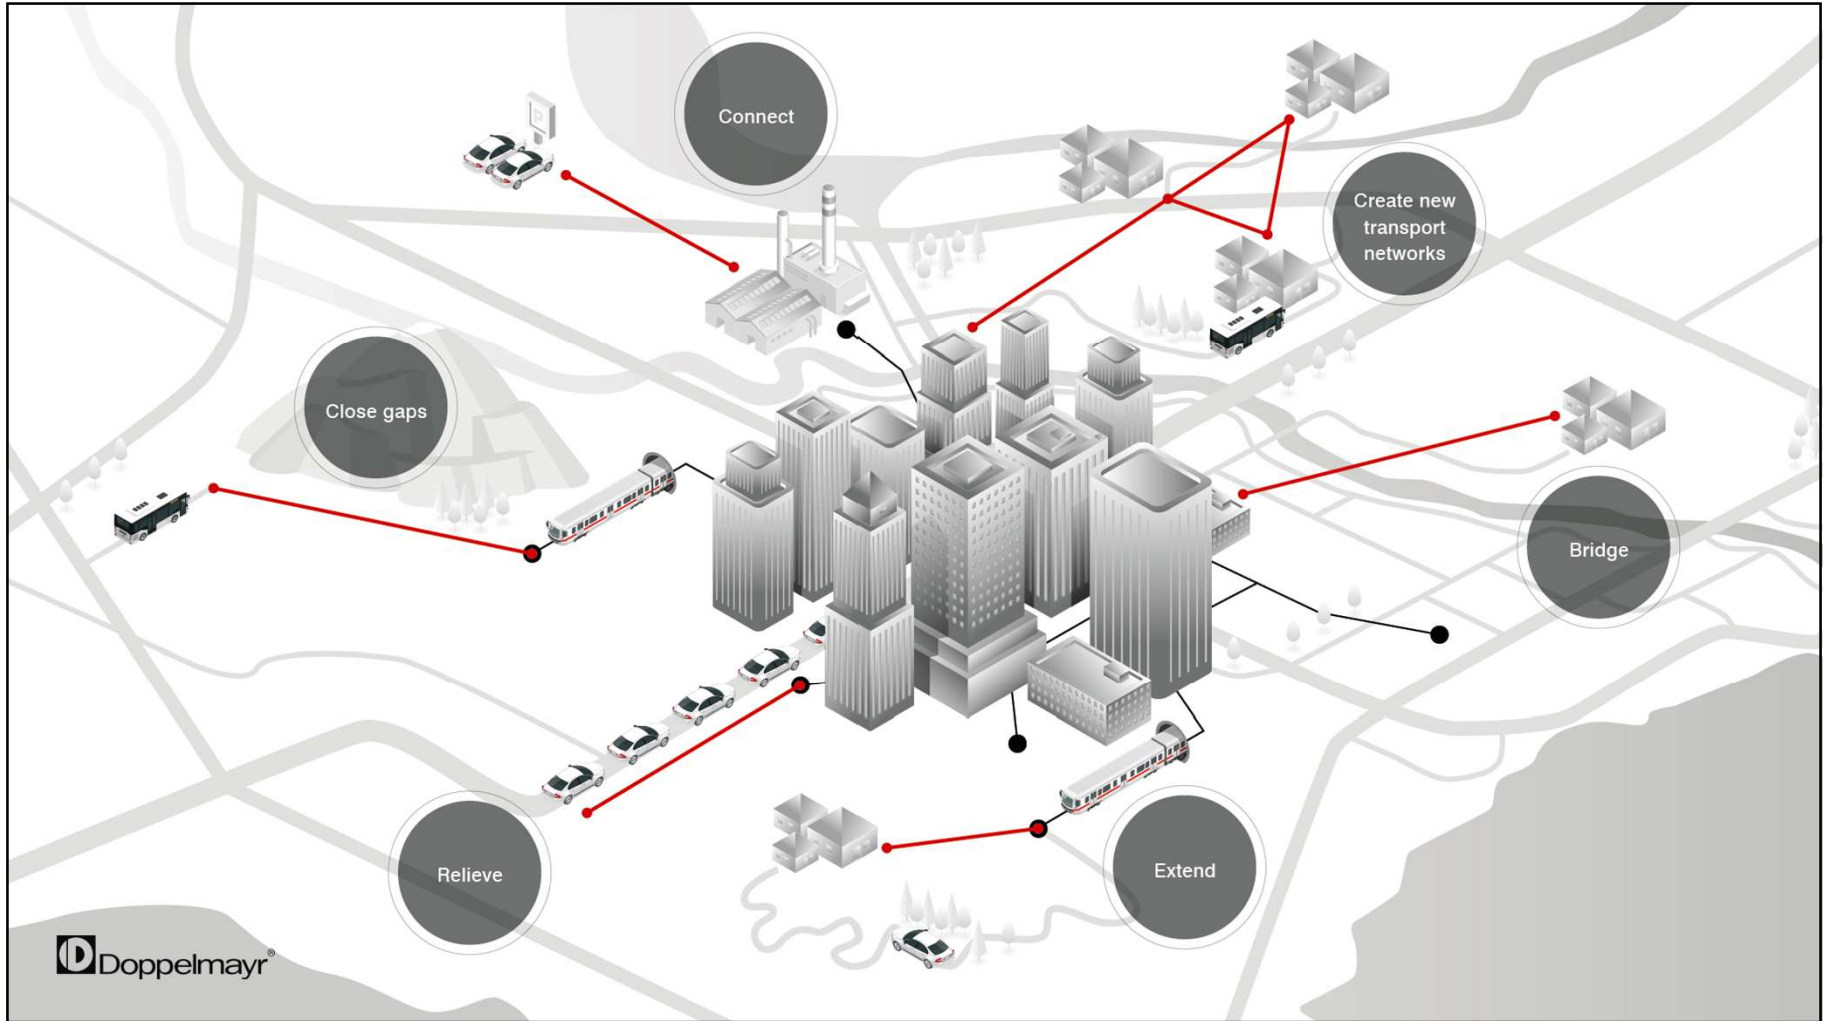 P
Connect
Create new
transport
networks
Close gaps
Bridge
Relieve
Extend
Doppelmayr®